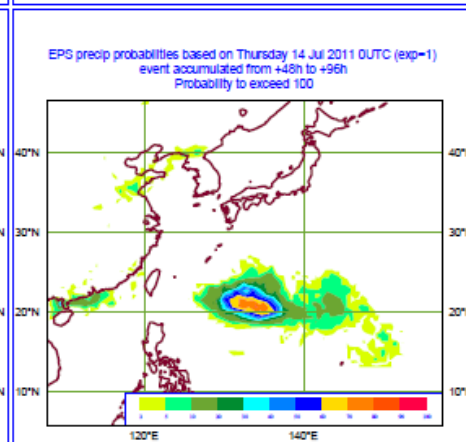 EPS precip probabilities based on Thursday 14 Jul 2011 0UTC (exp=1)
event accumulated from +48h to +96h
Probability to exceed 100
40°N
40°N
30°N
30°N
20°N
20°N
10°N
10°N
120°E
140°E